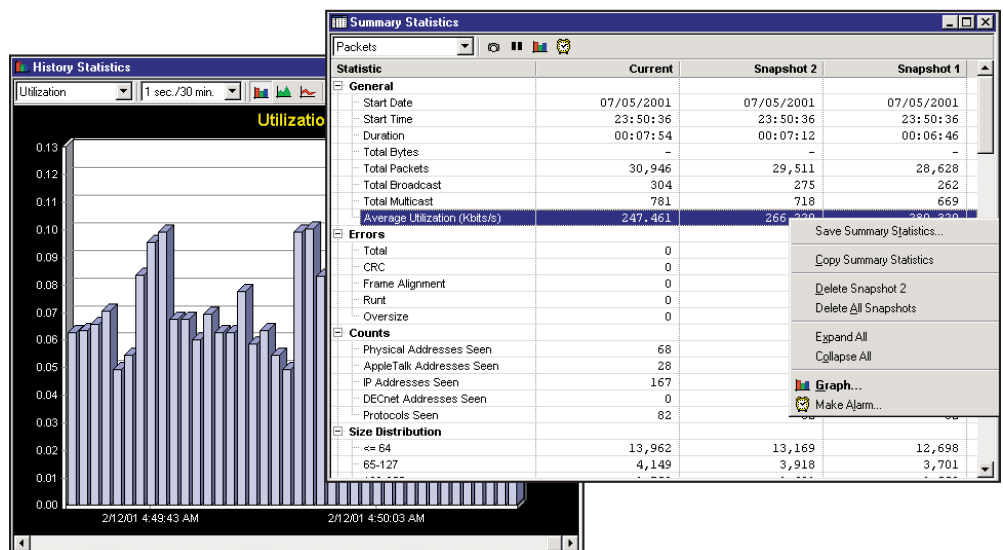 Summary Statistics
Packets
Statistic Current Snapshot 2 Snapshot 1
General
Start Date 07/05/2001 07/05/2001 07/05/2001
Start Time 23:50:36 23:50:36 23:50:36
Duration 00:07:54 00:07:12 00:06:46
Total Bytes - - -
Total Packets 30,946 29,511 28,628
Total Broadcast 304 275 262
Total Multicast 781 718 669
Average Utilization (Kbits/s) 247.461
Errors
Total 0
CRC 0
Frame Alignment 0
Runt 0
Oversize 0
Counts
Physical Addresses Seen 68
AppleTalk Addresses Seen 28
IP Addresses Seen 167
DECnet Addresses Seen 0
Protocols Seen 82
Size Distribution
<= 64 13,962 13,169 12,698
65-127 4,149 3,918 3,701
Save Summary Statistics...
Copy Summary Statistics
Delete Snapshot 2
Delete All Snapshots
Expand All
Collapse All
Graph...
Make Alarm...
History Statistics
Utilization 1 sec./30 min.
Utilizatio
0.13
0.12
0.11
0.10
0.09
0.08
0.07
0.06
0.05
0.04
0.03
0.02
0.01
0.00
2/12/01 4:49:43 AM 2/12/01 4:50:03 AM